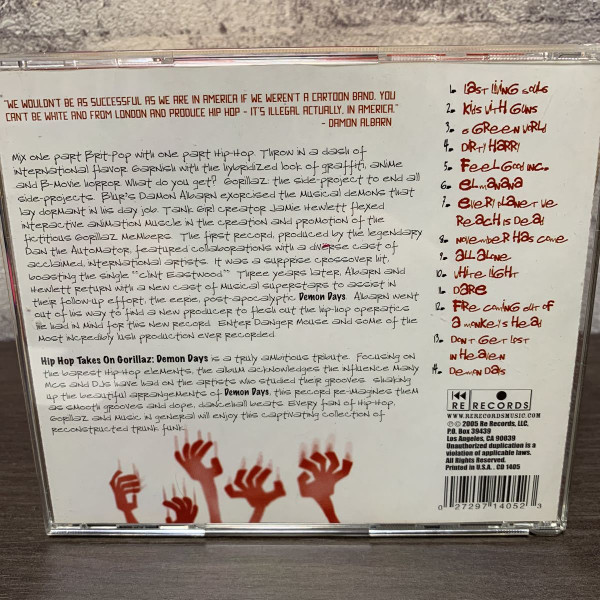 "WE WOULDN'T BE AS SUCCESSFUL AS WE ARE IN AMERICA IF WE WEREN'T A CARTOON BAND. YOU
CAN'T BE WHITE AND FROM LONDON AND PRODUCE HIP HOP - IT'S ILLEGAL ACTUALLY, IN AMERICA."
- DAMON ALBARN
Mix one part Brit-Pop with one part Hip-Hop. Throw in a dash of
international flavor. Garnish with the hybridized look of graffiti, anime
and B-Movie horror. What do you get? Gorillaz: the side-project to end all
side-projects. Blur's Damon Albarn exorcised the musical demons that
lay dormant in his day job. Tank Girl creator Jamie Hewlett flexed
interactive animation muscle in the creation and promotion of the
fictitious Gorillaz members. The first record, produced by the legendary
Dan the Automator, featured collaborations with a diverse cast of
acclaimed, international artists. It was a surprise crossover hit,
boasting the single "Clint Eastwood". Three years later, Albarn and
Hewlett return with a new cast of musical superstars to assist in
their follow-up effort, the eerie, post-apocalyptic Demon Days. Albarn went
out of his way to find a new producer to flesh out the hip-hop operatics
he had in mind for this new record. Enter Danger Mouse and some of the
most incredibly lush production ever recorded.
Hip Hop Takes On Gorillaz: Demon Days is a truly ambitious tribute. Focusing on
the barest hip-hop elements, the album acknowledges the influence many
MCs and DJs have had on the artists who studied their grooves. Shaking
up the beautiful arrangements of Demon Days, this record re-imagines them
as smooth grooves and dope, dancehall beats. Every fan of Hip-Hop,
Gorillaz and music in general will enjoy this captivating collection of
reconstructed trunk funk.
1. Last Living Souls
2. Kids With Guns
3. O Green World
4. Dirty Harry
5. Feel Good Inc.
6. El Manana
7. Every Planet We
Reach Is Dead
8. November Has Come
9. All Alone
10. White Light
11. Dare
12. Fire Coming Out Of
A Monkey's Head
13. Don't Get Lost
In Heaven
14. Demon Days
RE RECORDS
WWW.RERECORDSMUSIC.COM
℗ © 2005 Re Records, LLC.
P.O. Box 39439
Los Angeles, CA 90039
Unauthorized duplication is a
violation of applicable laws.
All Rights Reserved.
Printed in U.S.A. CD 1405
0 27297 14052 3